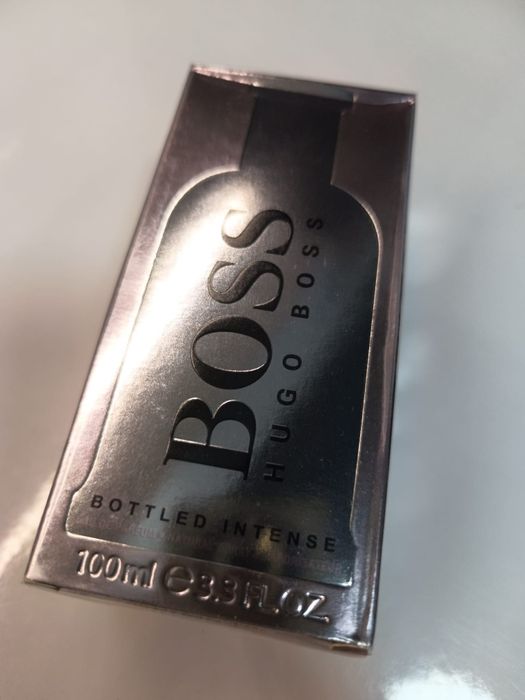 BOSS
HUGO BOSS
BOTTLED INTENSE
100ml ℮ 3.3 FL.OZ